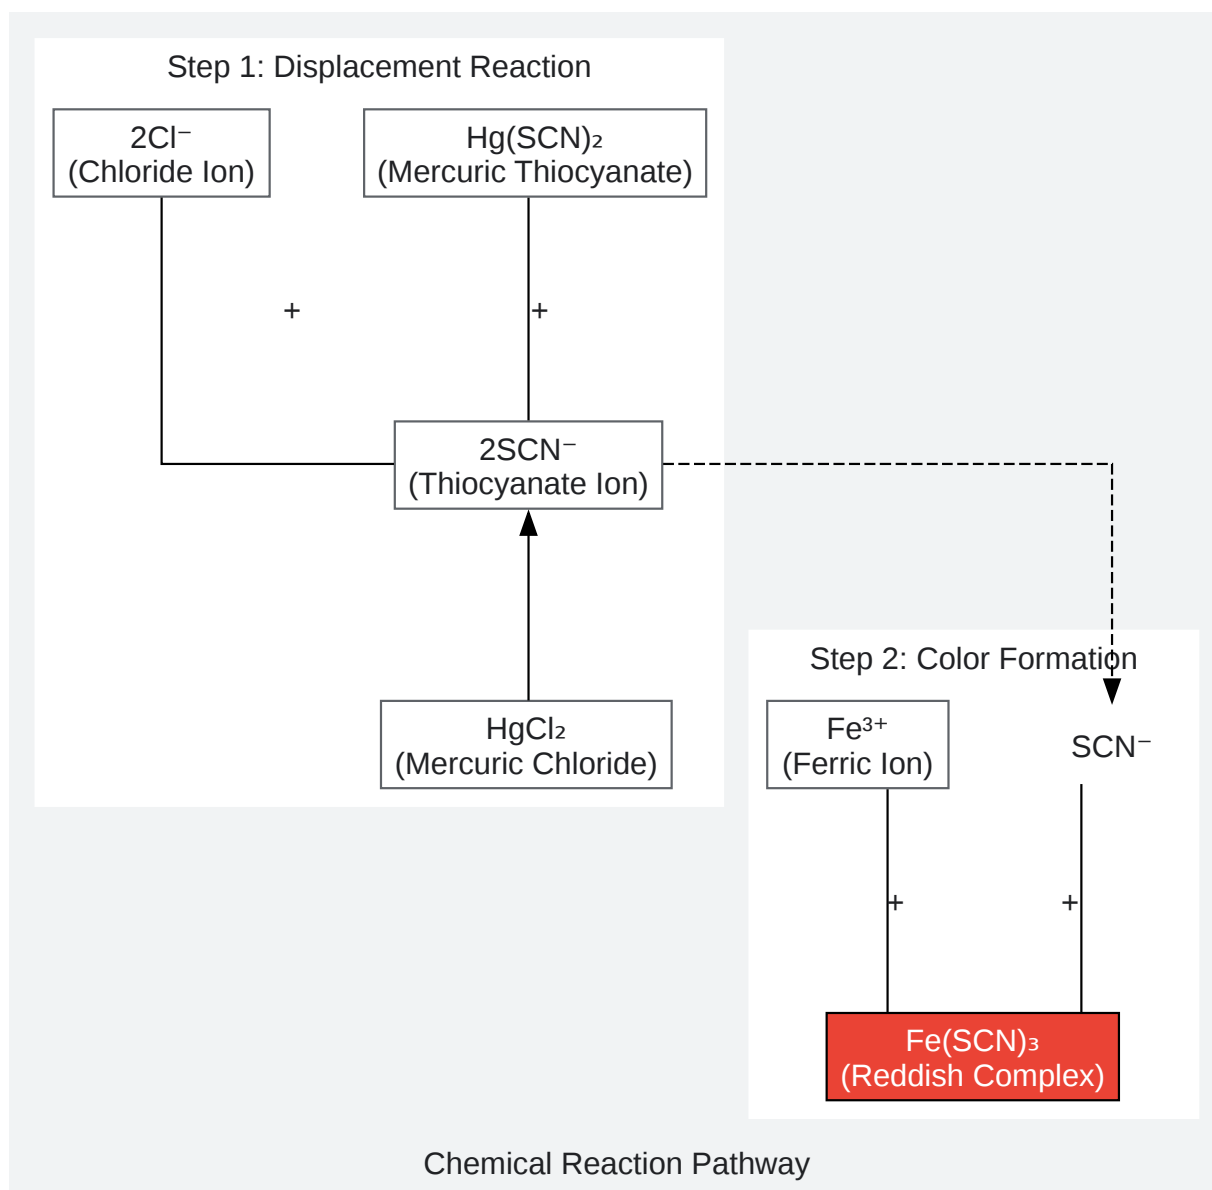 Step 1: Displacement Reaction
2Cl⁻
(Chloride Ion)
Hg(SCN)₂
(Mercuric Thiocyanate)
+
+
2SCN⁻
(Thiocyanate Ion)
HgCl₂
(Mercuric Chloride)
Step 2: Color Formation
Fe³⁺
(Ferric Ion)
SCN⁻
+
+
Fe(SCN)₃
(Reddish Complex)
Chemical Reaction Pathway